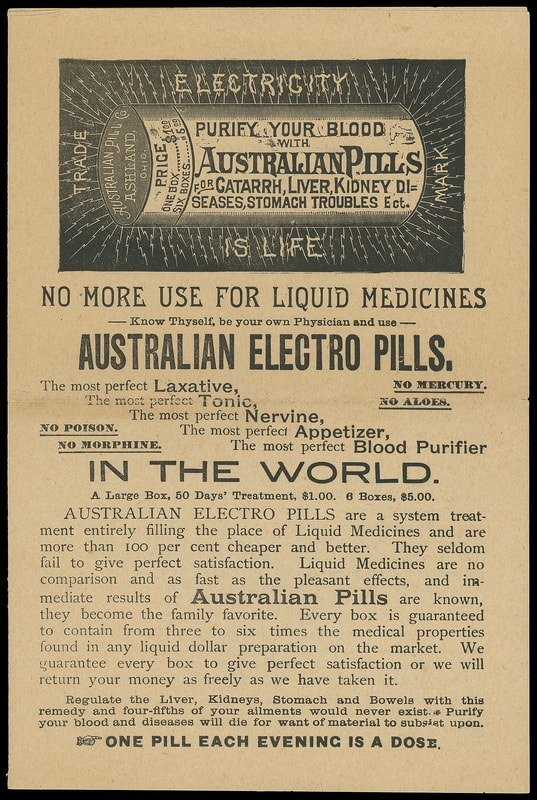 ELECTRICITY
TRADE
MARK
AUSTRALIAN PILL CO.
ASHLAND,
OHIO.
PRICE
ONE BOX......$1.00
SIX BOXES......$5.00
PURIFY YOUR BLOOD
WITH
AUSTRALIAN PILLS
FOR CATARRH, LIVER, KIDNEY DI=
SEASES, STOMACH TROUBLES Ect.
IS LIFE
NO MORE USE FOR LIQUID MEDICINES
— Know Thyself, be your own Physician and use —
AUSTRALIAN ELECTRO PILLS.
The most perfect Laxative,
NO MERCURY.
The most perfect Tonic,
NO ALOES.
The most perfect Nervine,
NO POISON.
The most perfect Appetizer,
NO MORPHINE.
The most perfect Blood Purifier
IN THE WORLD.
A Large Box, 50 Days' Treatment, $1.00. 6 Boxes, $5.00.
AUSTRALIAN ELECTRO PILLS are a system treat-
ment entirely filling the place of Liquid Medicines and are
more than 100 per cent cheaper and better. They seldom
fail to give perfect satisfaction. Liquid Medicines are no
comparison and as fast as the pleasant effects, and im-
mediate results of Australian Pills are known,
they become the family favorite. Every box is guaranteed
to contain from three to six times the medical properties
found in any liquid dollar preparation on the market. We
guarantee every box to give perfect satisfaction or we will
return your money as freely as we have taken it.
Regulate the Liver, Kidneys, Stomach and Bowels with this
remedy and four-fifths of your ailments would never exist. Purify
your blood and diseases will die for want of material to subsist upon.
☞ ONE PILL EACH EVENING IS A DOSE.